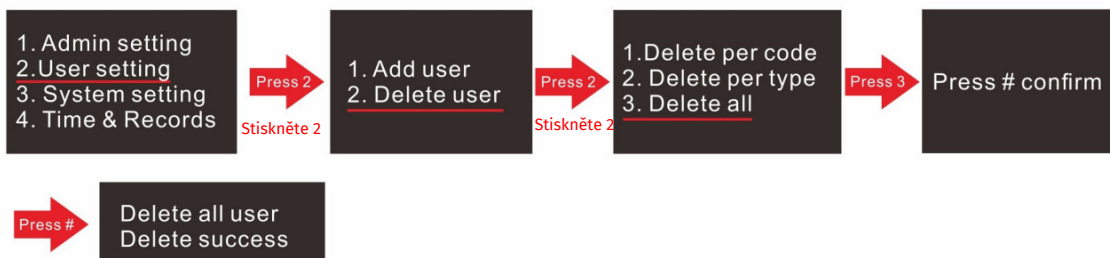 1. Admin setting
2.User setting
3. System setting
4. Time & Records
Press 2
Stiskněte 2
1. Add user
2. Delete user
Press 2
Stiskněte 2
1.Delete per code
2. Delete per type
3. Delete all
Press 3
Press # confirm
Press #
Delete all user
Delete success